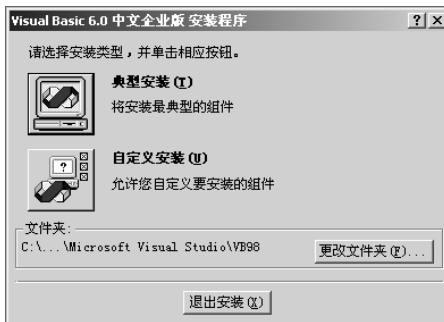 Visual Basic 6.0 中文企业版 安装程序
请选择安装类型，并单击相应按钮。
典型安装(T)
将安装最典型的组件
自定义安装(U)
允许您自定义要安装的组件
文件夹:
C:\...\Microsoft Visual Studio\VB98
更改文件夹(F)...
退出安装(X)